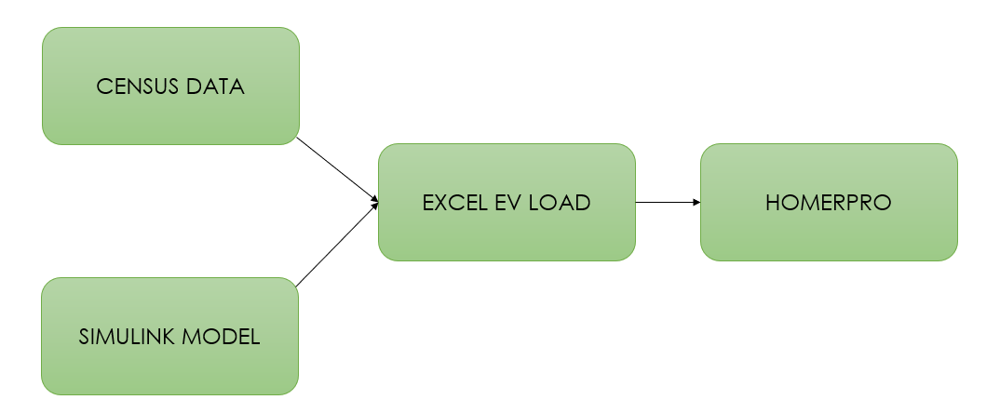 CENSUS DATA
EXCEL EV LOAD
HOMERPRO
SIMULINK MODEL